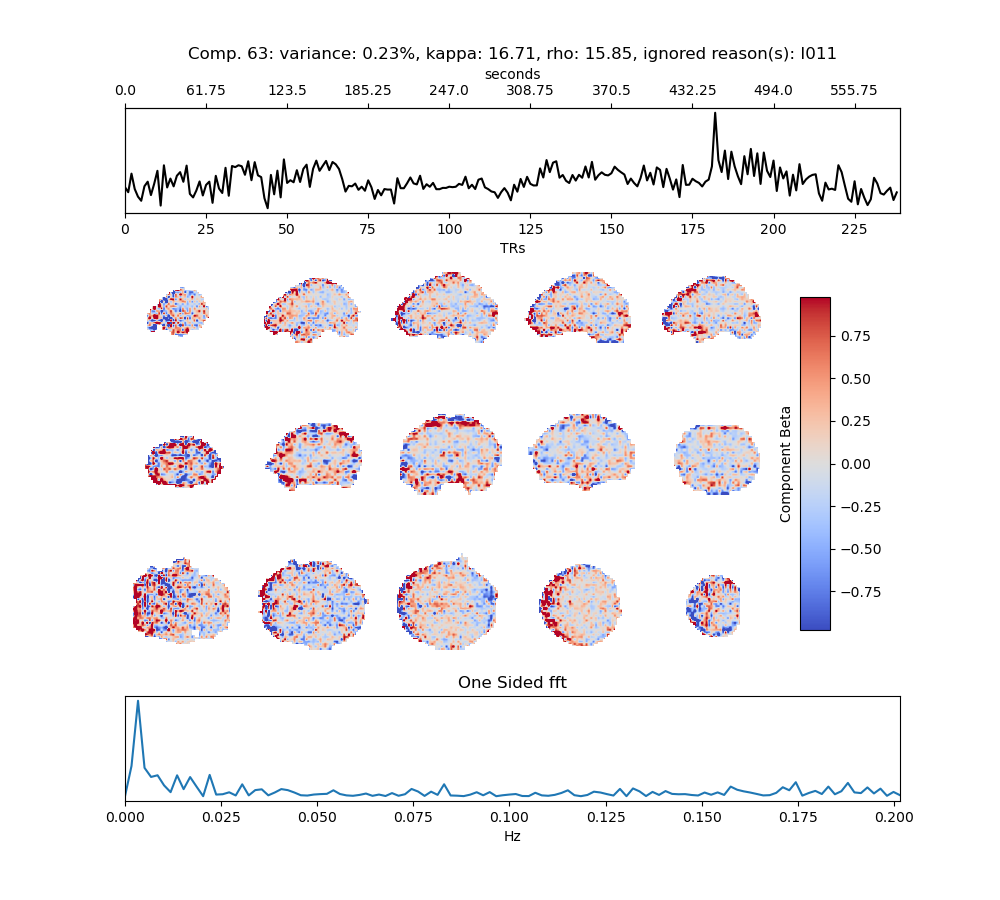 Comp. 63: variance: 0.23%, kappa: 16.71, rho: 15.85, ignored reason(s): I011
seconds
0.0 61.75 123.5 185.25 247.0 308.75 370.5 432.25 494.0 555.75
0 25 50 75 100 125 150 175 200 225
TRs
0.75
0.50
0.25
0.00
−0.25
−0.50
−0.75
Component Beta
One Sided fft
0.000 0.025 0.050 0.075 0.100 0.125 0.150 0.175 0.200
Hz